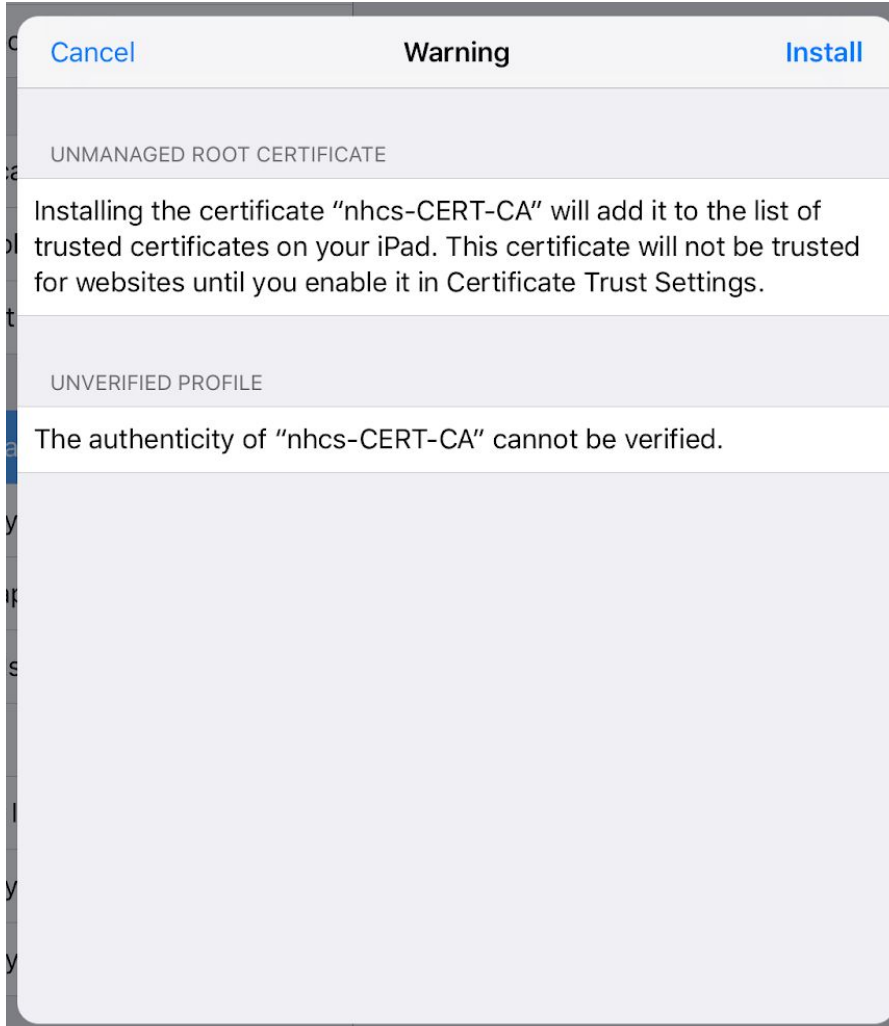 Cancel Warning Install
UNMANAGED ROOT CERTIFICATE
Installing the certificate “nhcs-CERT-CA” will add it to the list of
trusted certificates on your iPad. This certificate will not be trusted
for websites until you enable it in Certificate Trust Settings.
UNVERIFIED PROFILE
The authenticity of “nhcs-CERT-CA” cannot be verified.